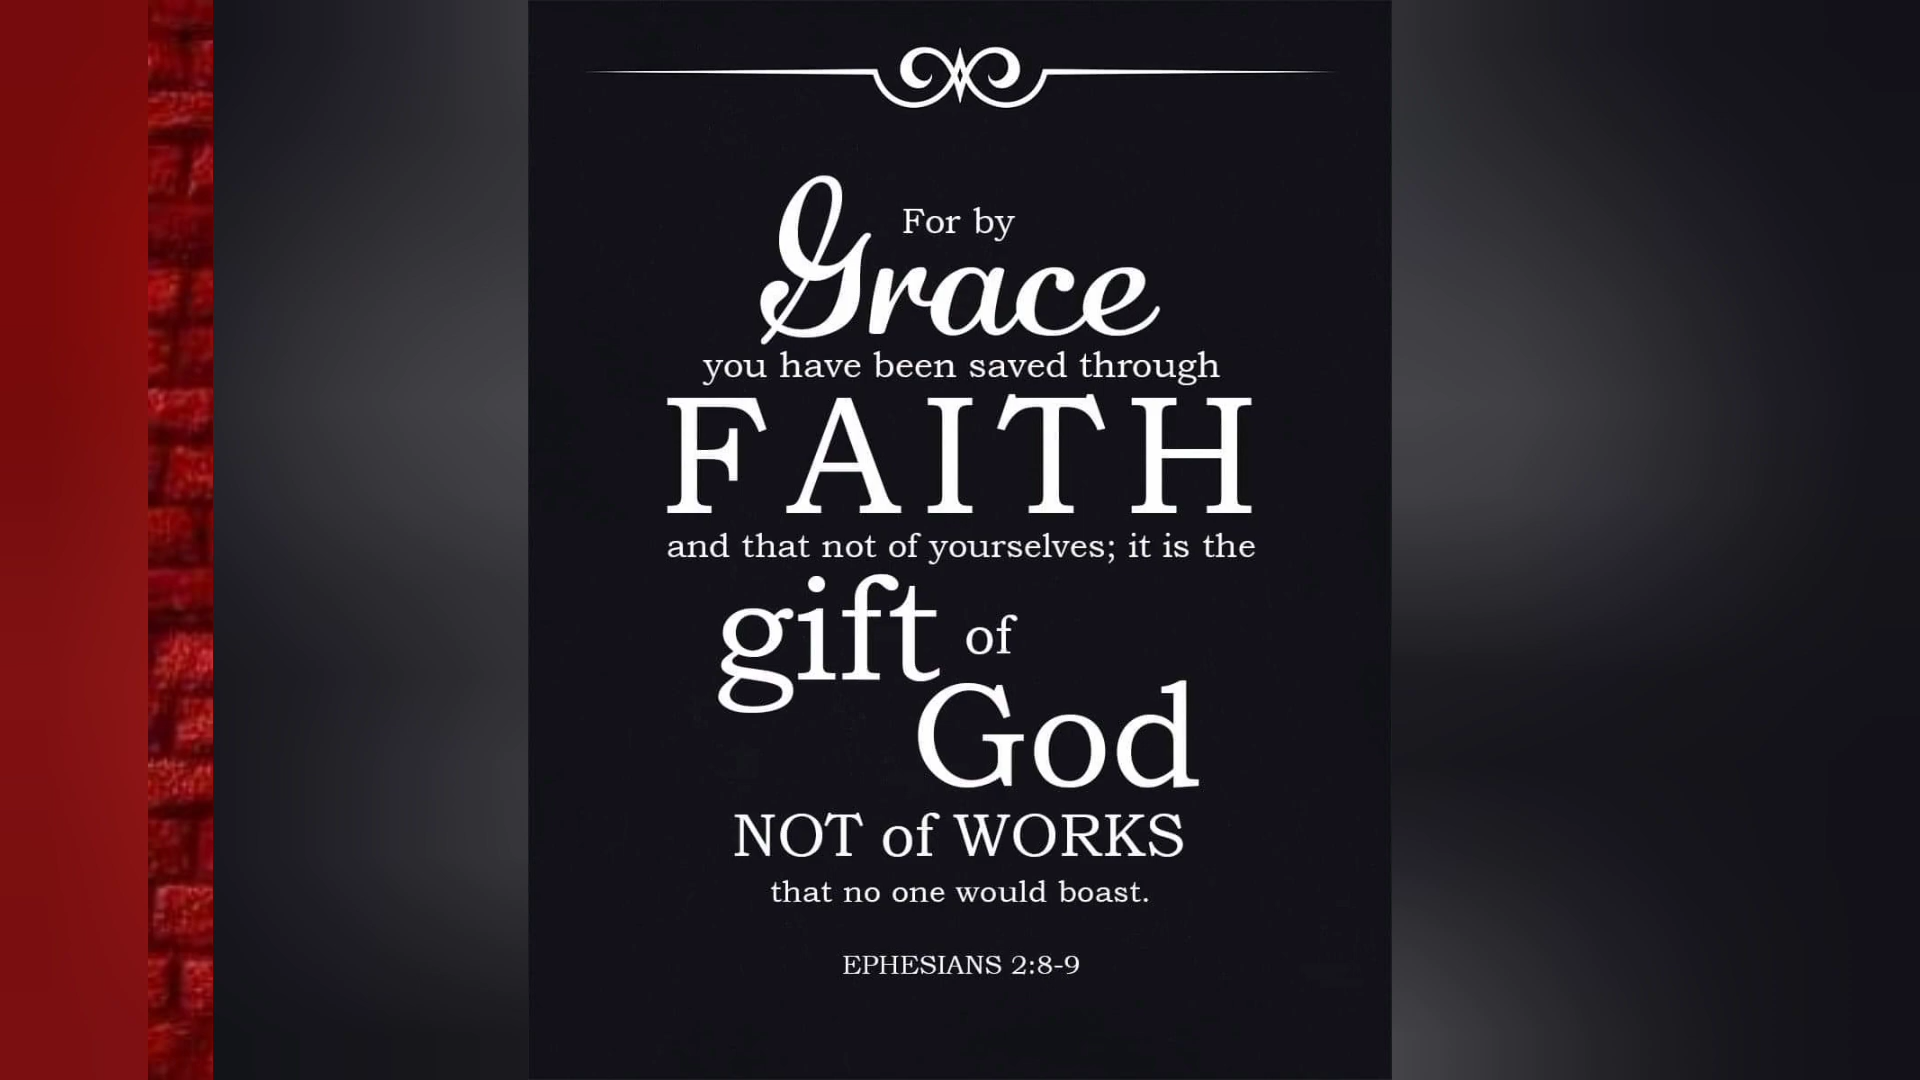 For by
Grace
you have been saved through
FAITH
and that not of yourselves; it is the
gift of
God
NOT of WORKS
that no one would boast.
EPHESIANS 2:8-9